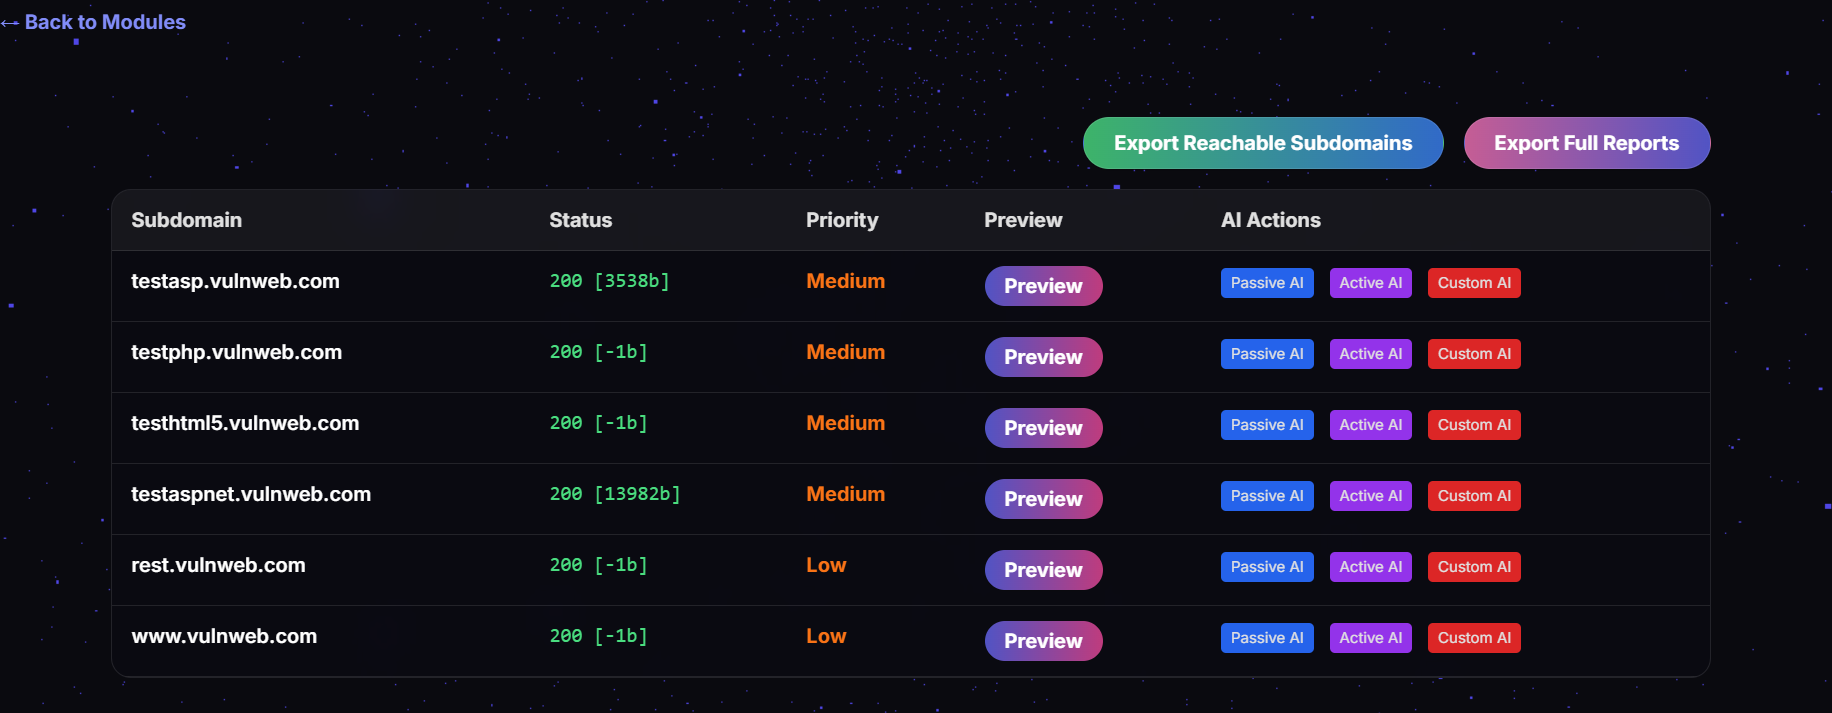 ← Back to Modules
Export Reachable Subdomains Export Full Reports
Subdomain Status Priority Preview AI Actions
testasp.vulnweb.com 200 [3538b] Medium Preview Passive AI Active AI Custom AI
testphp.vulnweb.com 200 [-1b] Medium Preview Passive AI Active AI Custom AI
testhtml5.vulnweb.com 200 [-1b] Medium Preview Passive AI Active AI Custom AI
testaspnet.vulnweb.com 200 [13982b] Medium Preview Passive AI Active AI Custom AI
rest.vulnweb.com 200 [-1b] Low Preview Passive AI Active AI Custom AI
www.vulnweb.com 200 [-1b] Low Preview Passive AI Active AI Custom AI